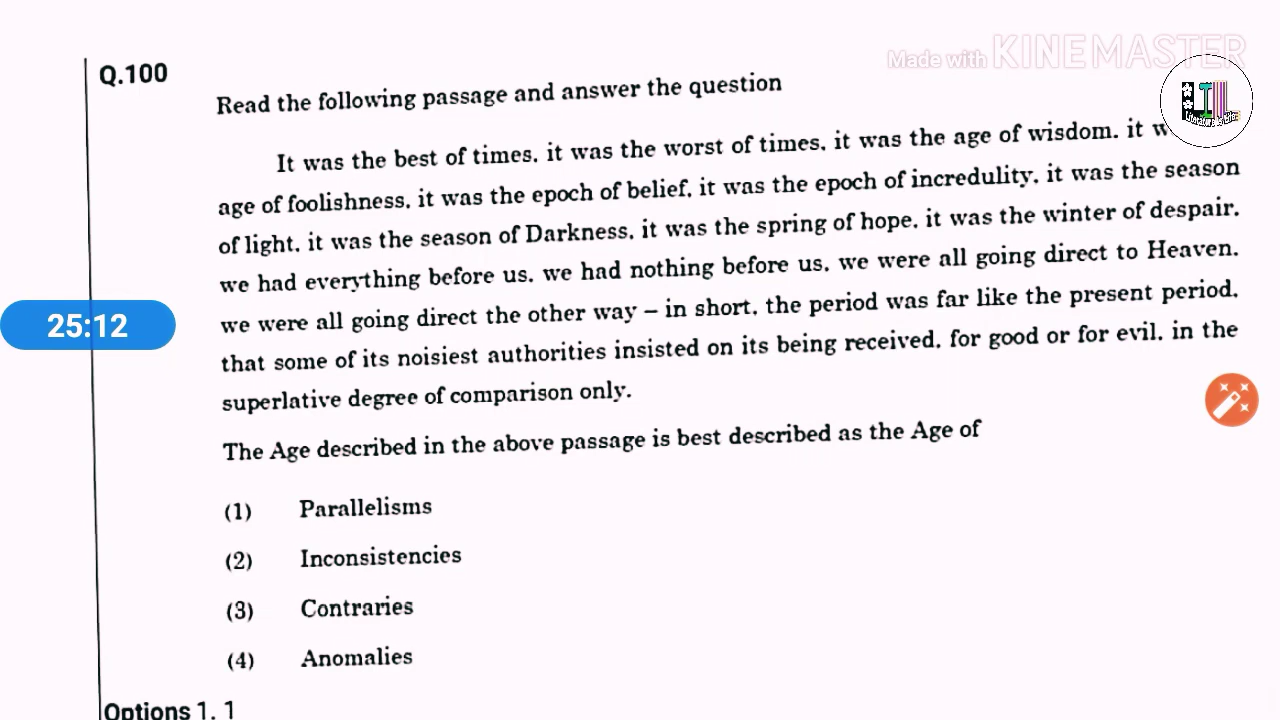 Made with KINEMASTER
Q.100
Read the following passage and answer the question
It was the best of times. it was the worst of times. it was the age of wisdom. it
age of foolishness. it was the epoch of belief. it was the epoch of incredulity. it was the season
of light. it was the season of Darkness. it was the spring of hope. it was the winter of despair.
we had everything before us. we had nothing before us. we were all going direct to Heaven.
we were all going direct the other way – in short. the period was far like the present period.
25:12
that some of its noisiest authorities insisted on its being received. for good or for evil. in the
superlative degree of comparison only.
The Age described in the above passage is best described as the Age of
(1) Parallelisms
(2) Inconsistencies
(3) Contraries
(4) Anomalies
Options 1. 1